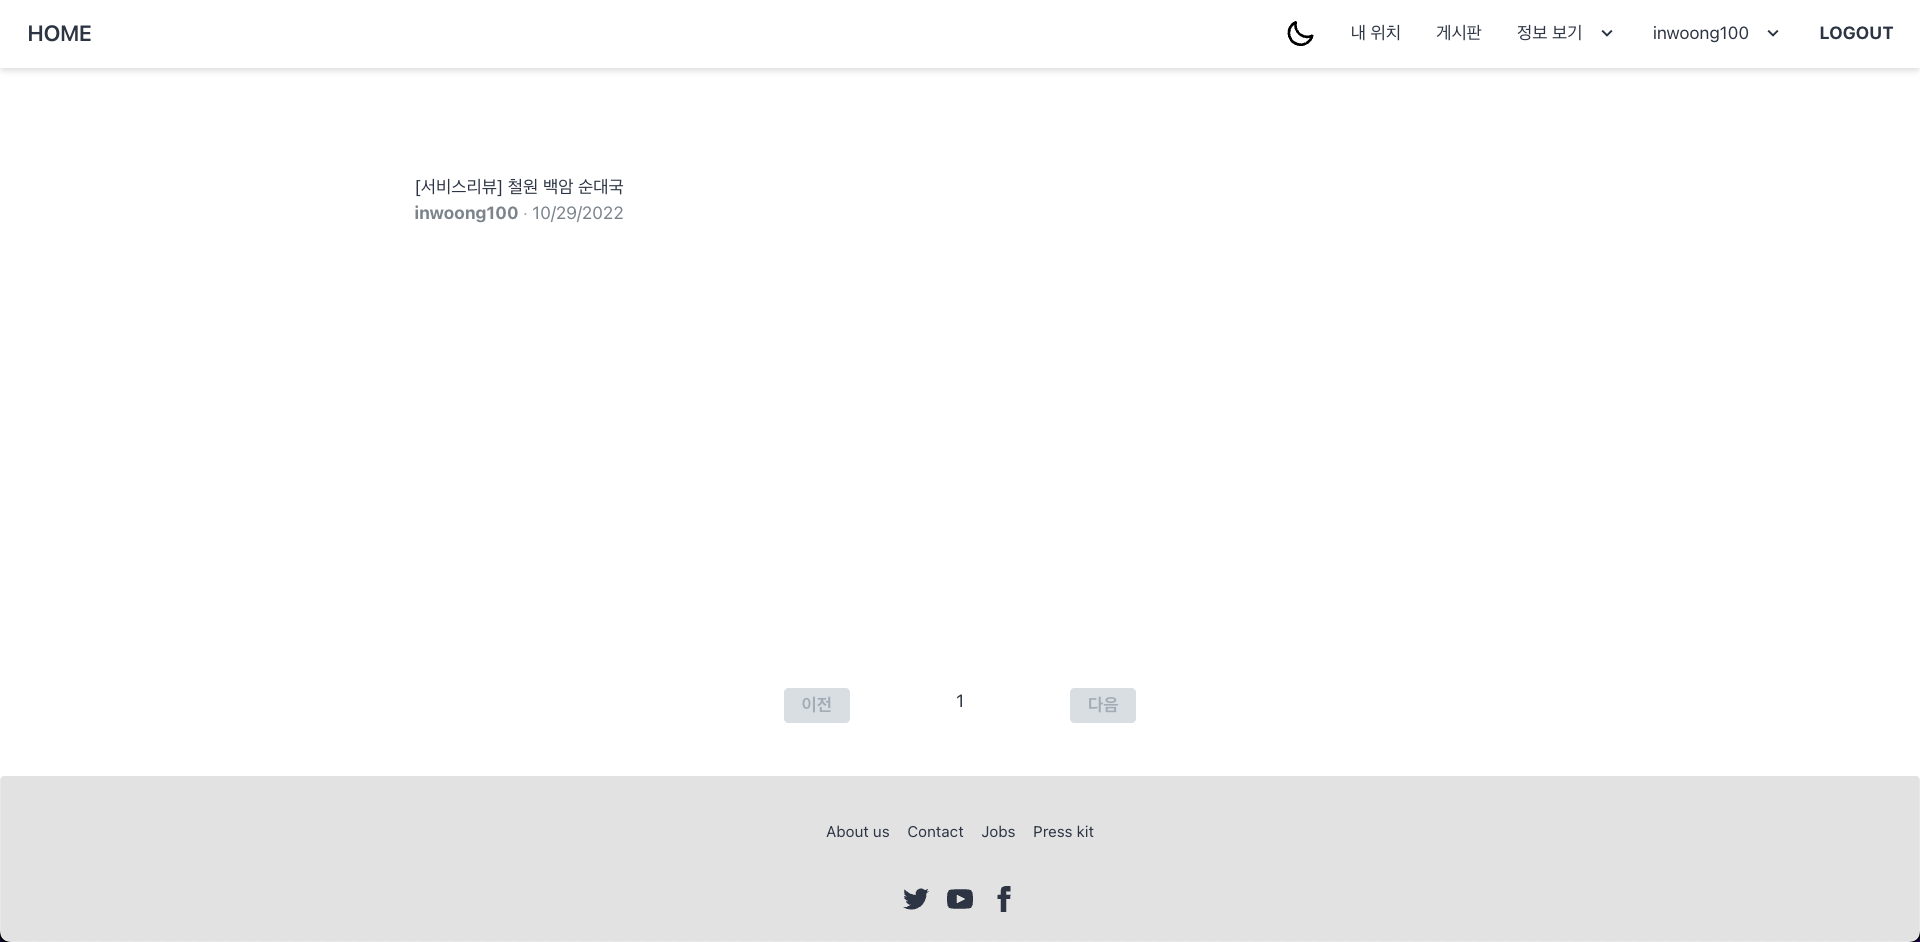 HOME 내 위치 게시판 정보 보기 inwoong100 LOGOUT
[서비스리뷰] 철원 백암 순대국
inwoong100 · 10/29/2022
이전 1 다음
About us Contact Jobs Press kit